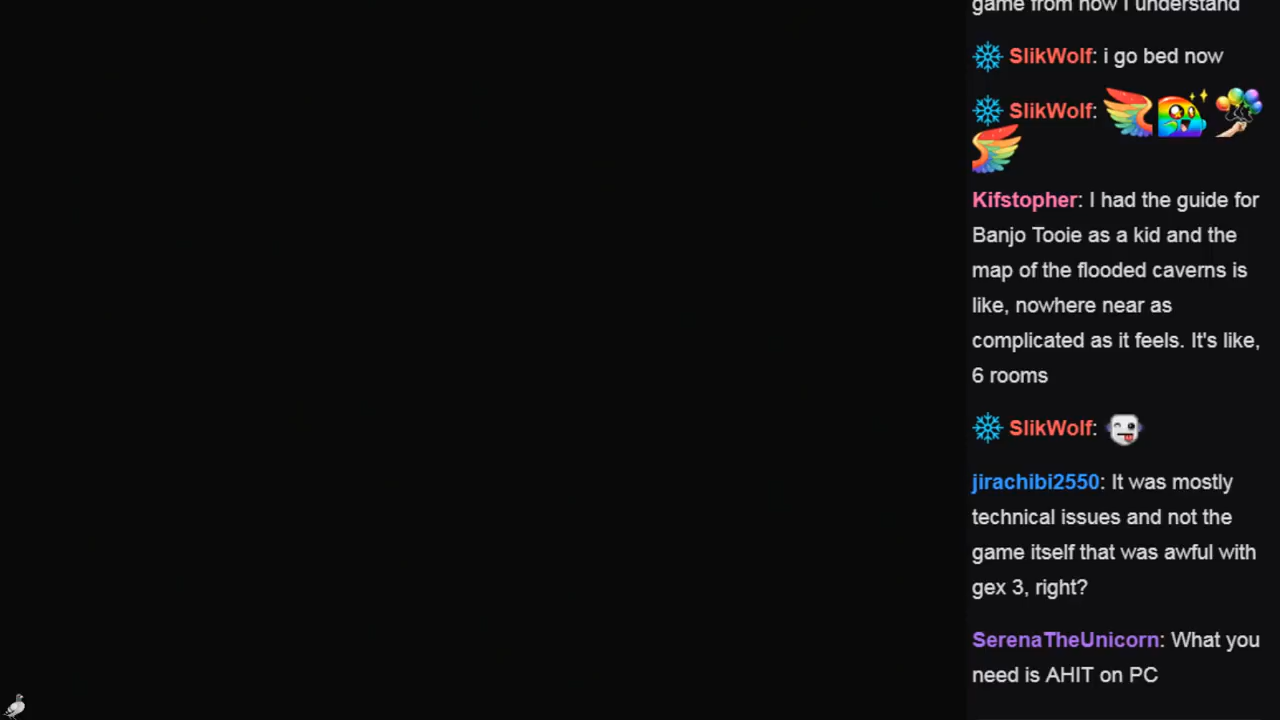 game from how I understand
SlikWolf: i go bed now
SlikWolf:
Kifstopher: I had the guide for
Banjo Tooie as a kid and the
map of the flooded caverns is
like, nowhere near as
complicated as it feels. It's like,
6 rooms
SlikWolf:
jirachibi2550: It was mostly
technical issues and not the
game itself that was awful with
gex 3, right?
SerenaTheUnicorn: What you
need is AHIT on PC